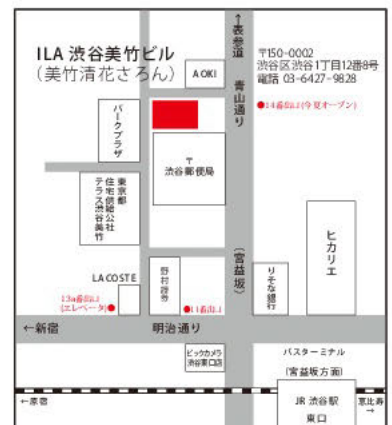 ILA 渋谷美竹ビル
(美竹清花さろん)
AOKI
↑表参道
青山通り
〒150-0002
渋谷区渋谷1丁目12番8号
電話 03-6427-9828
●14番出口(今夏オープン)
パークプラザ
〒
渋谷郵便局
東京都
住宅供給公社
テラス渋谷美竹
(宮益坂)
ヒカリエ
LACOSTE
野村證券
りそな銀行
13a番出口
(エレベータ)●
●11番出口
←新宿
明治通り
ビックカメラ
渋谷東口店
バスターミナル
(宮益坂方面)
←原宿
JR 渋谷駅
東口
恵比寿
→